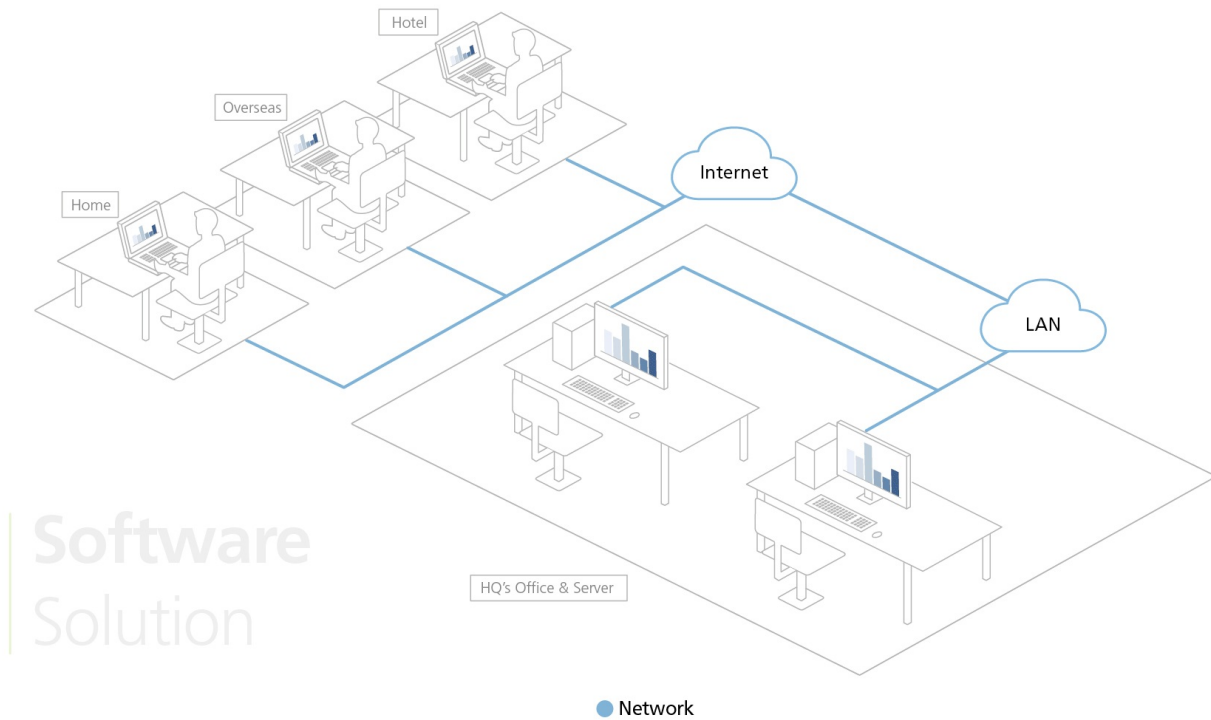 Hotel
Overseas
Internet
Home
LAN
Software
Solution
HQ's Office & Server
Network